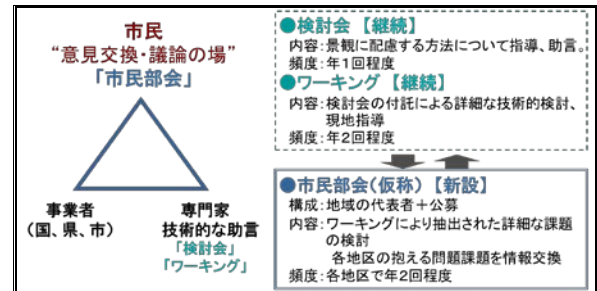 市民
“意見交換・議論の場”
「市民部会」
事業者
(国、県、市)
専門家
技術的な助言
「検討会」
「ワーキング」
●検討会【継続】
内容:景観に配慮する方法について指導、助言。
頻度:年1回程度
●ワーキング【継続】
内容:検討会の付託による詳細な技術的検討、
現地指導
頻度:年2回程度
●市民部会(仮称)【新設】
構成:地域の代表者+公募
内容:ワーキングにより抽出された詳細な課題
の検討
各地区の抱える問題課題を情報交換
頻度:各地区で年2回程度